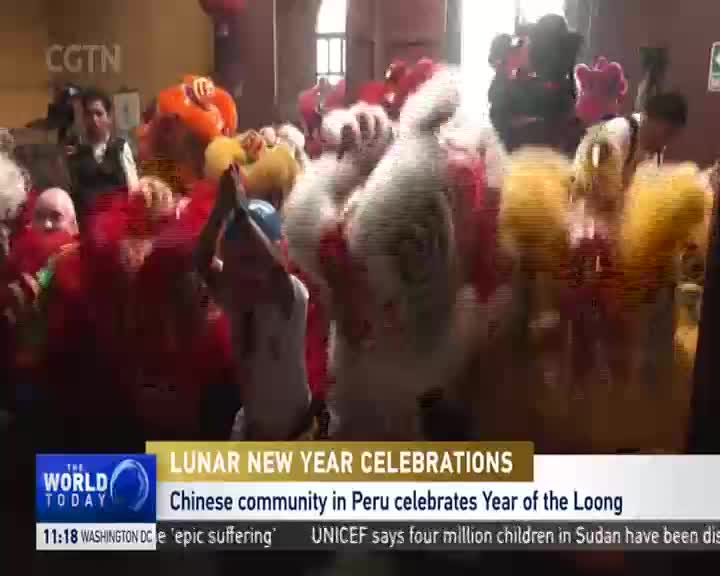 CGTN
LUNAR NEW YEAR CELEBRATIONS
THE
WORLD
TODAY
Chinese community in Peru celebrates Year of the Loong
11:18 WASHINGTON DC
'epic suffering' UNICEF says four million children in Sudan have been